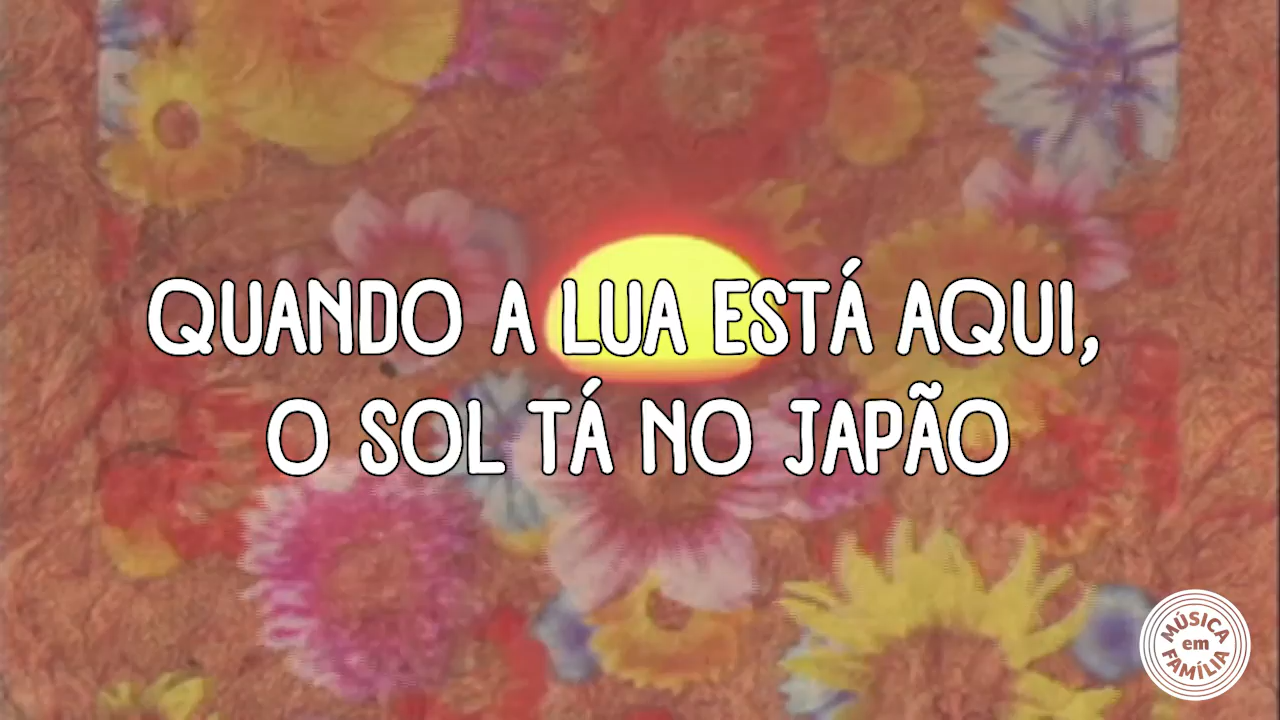 QUANDO A LUA ESTÁ AQUI,
O SOL TÁ NO JAPÃO
MÚSICA
em
FAMÍLIA